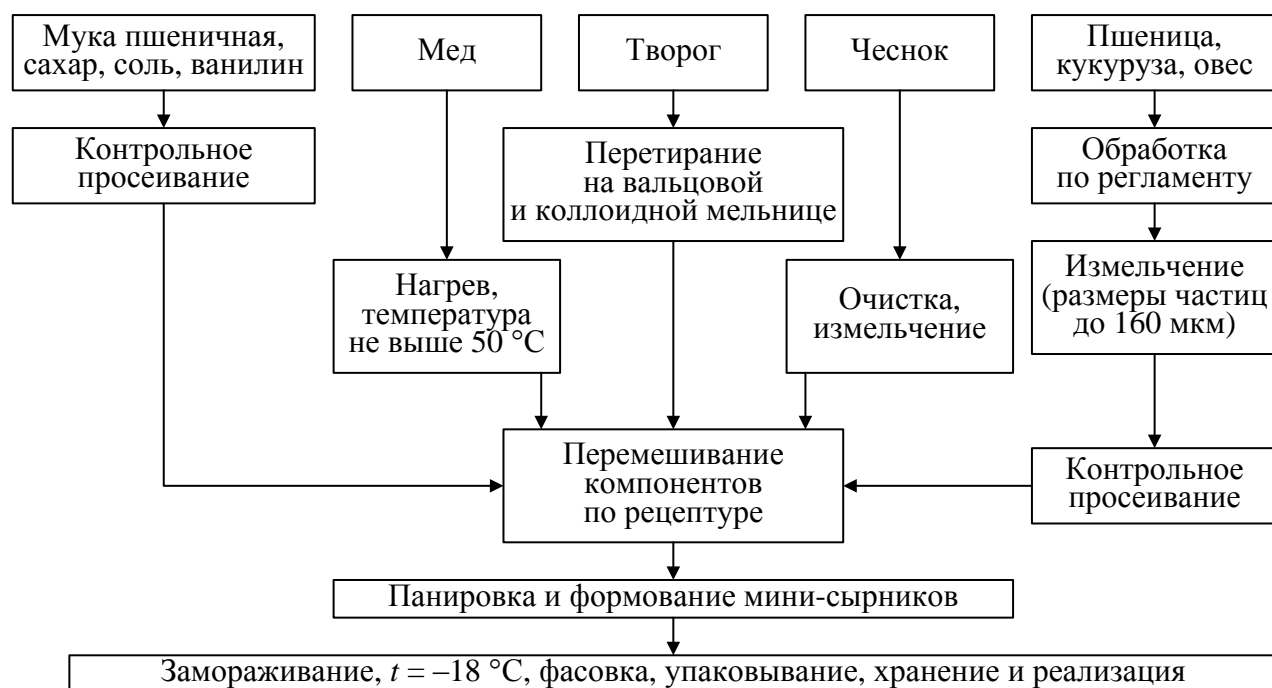 Мука пшеничная,
сахар, соль, ванилин
Мед
Творог
Чеснок
Пшеница,
кукуруза, овес
Контрольное
просеивание
Перетирание
на вальцовой
и коллоидной мельнице
Обработка
по регламенту
Нагрев,
температура
не выше 50 °С
Очистка,
измельчение
Измельчение
(размеры частиц
до 160 мкм)
Перемешивание
компонентов
по рецептуре
Контрольное
просеивание
Панировка и формование мини-сырников
Замораживание, t = –18 °С, фасовка, упаковывание, хранение и реализация